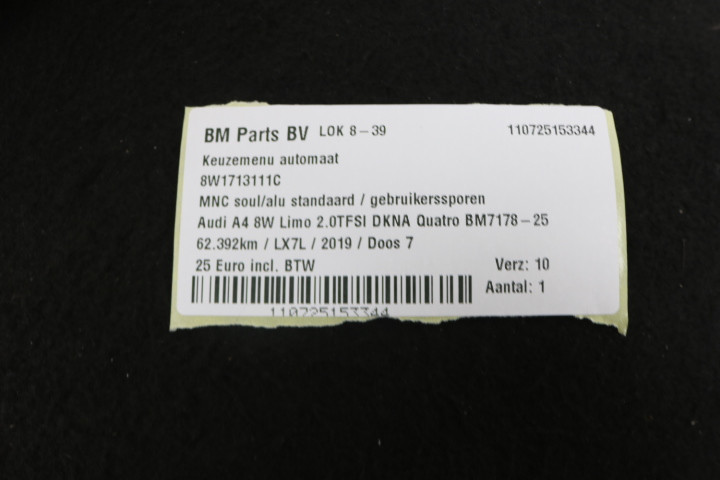 BM Parts BV LOK 8-39 110725153344
Keuzemenu automaat
8W1713111C
MNC soul/alu standaard / gebruikerssporen
Audi A4 8W Limo 2.0TFSI DKNA Quatro BM7178-25
62.392km / LX7L / 2019 / Doos 7
25 Euro incl. BTW Verz: 10
Aantal: 1
110725153344